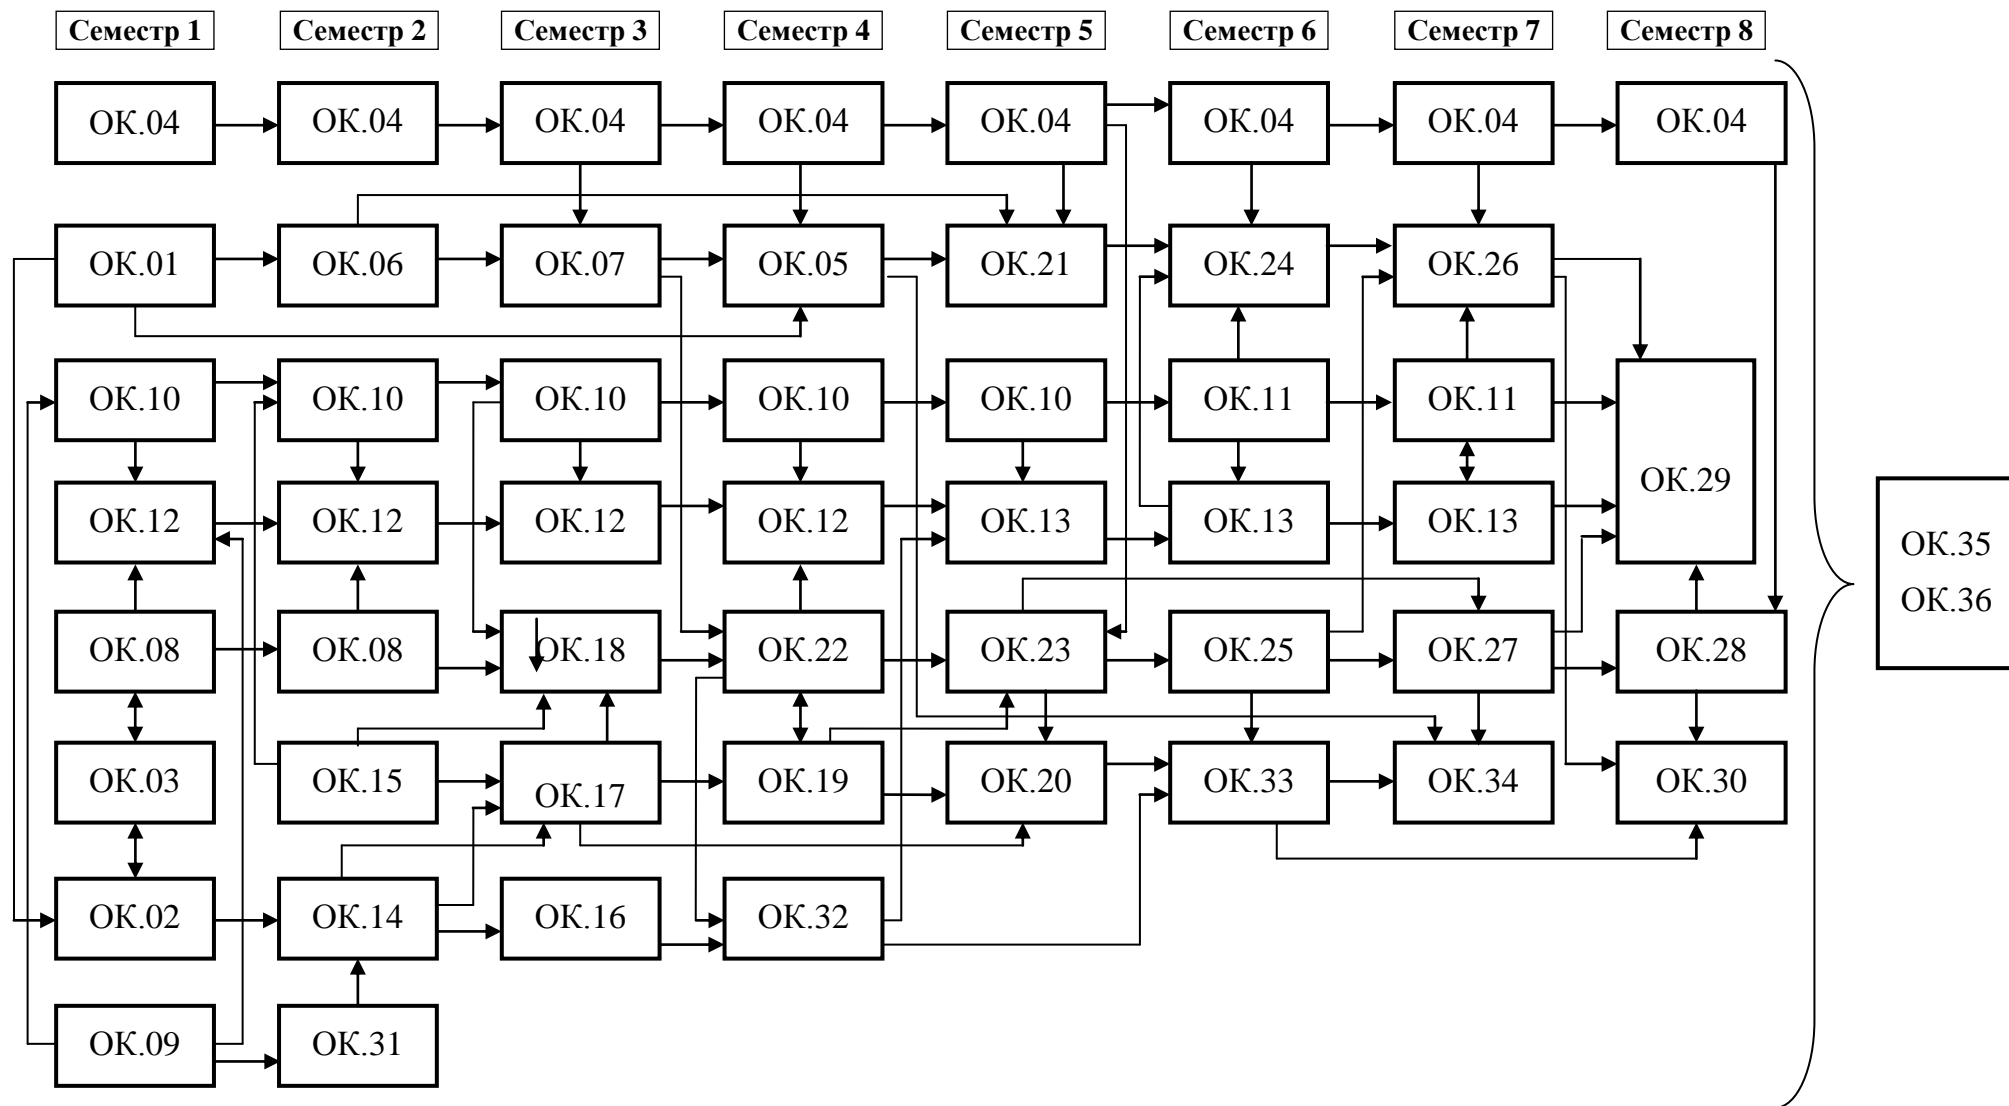 Семестр 1 Семестр 2 Семестр 3 Семестр 4 Семестр 5 Семестр 6 Семестр 7 Семестр 8
ОК.04 ОК.04 ОК.04 ОК.04 ОК.04 ОК.04 ОК.04 ОК.04
ОК.01 ОК.06 ОК.07 ОК.05 ОК.21 ОК.24 ОК.26
ОК.10 ОК.10 ОК.10 ОК.10 ОК.10 ОК.11 ОК.11
ОК.29
ОК.12 ОК.12 ОК.12 ОК.12 ОК.13 ОК.13 ОК.13
ОК.35
ОК.36
ОК.08 ОК.08 ОК.18 ОК.22 ОК.23 ОК.25 ОК.27 ОК.28
ОК.03 ОК.15 ОК.17 ОК.19 ОК.20 ОК.33 ОК.34 ОК.30
ОК.02 ОК.14 ОК.16 ОК.32
ОК.09 ОК.31